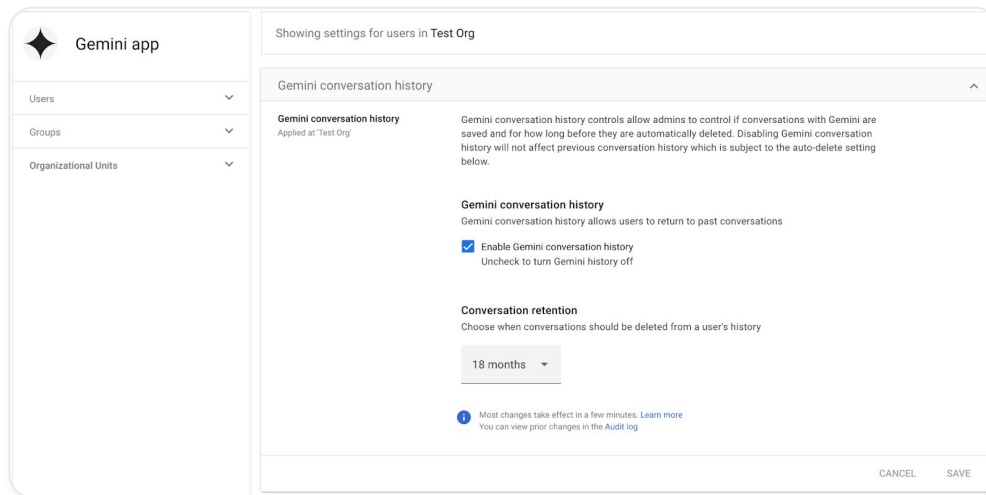 Gemini app
Users
Groups
Organizational Units
Showing settings for users in Test Org
Gemini conversation history
Gemini conversation history
Applied at 'Test Org'
Gemini conversation history controls allow admins to control if conversations with Gemini are
saved and for how long before they are automatically deleted. Disabling Gemini conversation
history will not affect previous conversation history which is subject to the auto-delete setting
below.
Gemini conversation history
Gemini conversation history allows users to return to past conversations
Enable Gemini conversation history
Uncheck to turn Gemini history off
Conversation retention
Choose when conversations should be deleted from a user's history
18 months
Most changes take effect in a few minutes. Learn more
You can view prior changes in the Audit log
CANCEL SAVE